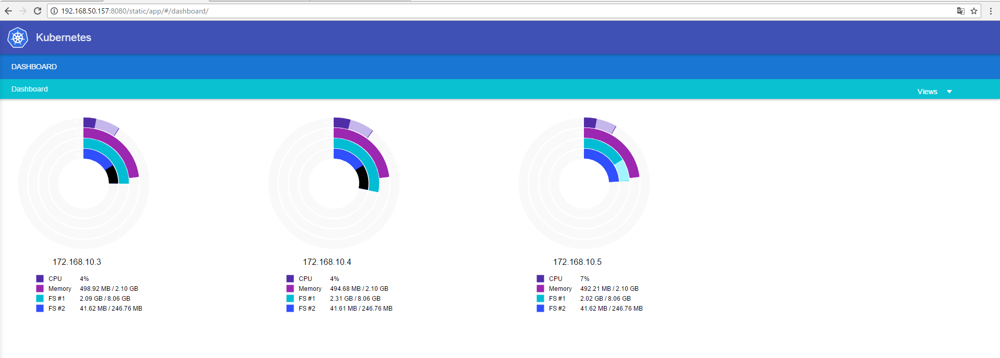 192.168.50.157:8080/static/app/#/dashboard/
Kubernetes
DASHBOARD
Dashboard
Views
172.168.10.3
CPU 4%
Memory 498.92 MB / 2.10 GB
FS #1 2.09 GB / 8.06 GB
FS #2 41.62 MB / 246.76 MB
172.168.10.4
CPU 4%
Memory 494.68 MB / 2.10 GB
FS #1 2.31 GB / 8.06 GB
FS #2 41.61 MB / 246.76 MB
172.168.10.5
CPU 7%
Memory 492.21 MB / 2.10 GB
FS #1 2.02 GB / 8.06 GB
FS #2 41.62 MB / 246.76 MB